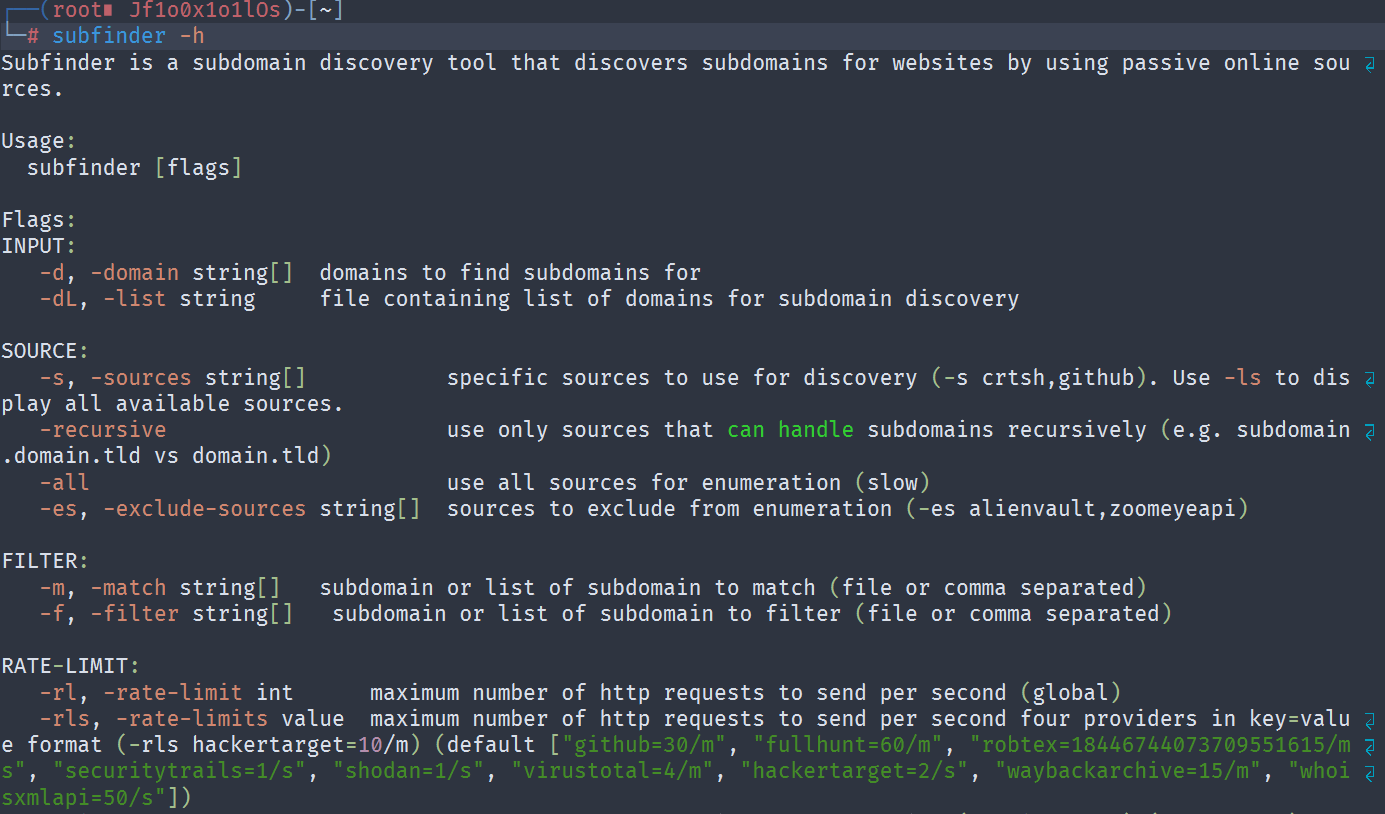 ┌──(root∎ Jf1o0x1o1lOs)-[~]
└─# subfinder -h
Subfinder is a subdomain discovery tool that discovers subdomains for websites by using passive online sou
rces.

Usage:
  subfinder [flags]

Flags:
INPUT:
   -d, -domain string[]  domains to find subdomains for
   -dL, -list string     file containing list of domains for subdomain discovery

SOURCE:
   -s, -sources string[]           specific sources to use for discovery (-s crtsh,github). Use -ls to dis
play all available sources.
   -recursive                      use only sources that can handle subdomains recursively (e.g. subdomain
.domain.tld vs domain.tld)
   -all                            use all sources for enumeration (slow)
   -es, -exclude-sources string[]  sources to exclude from enumeration (-es alienvault,zoomeyeapi)

FILTER:
   -m, -match string[]   subdomain or list of subdomain to match (file or comma separated)
   -f, -filter string[]   subdomain or list of subdomain to filter (file or comma separated)

RATE-LIMIT:
   -rl, -rate-limit int      maximum number of http requests to send per second (global)
   -rls, -rate-limits value  maximum number of http requests to send per second four providers in key=valu
e format (-rls hackertarget=10/m) (default ["github=30/m", "fullhunt=60/m", "robtex=18446744073709551615/m
s", "securitytrails=1/s", "shodan=1/s", "virustotal=4/m", "hackertarget=2/s", "waybackarchive=15/m", "whoi
sxmlapi=50/s"])